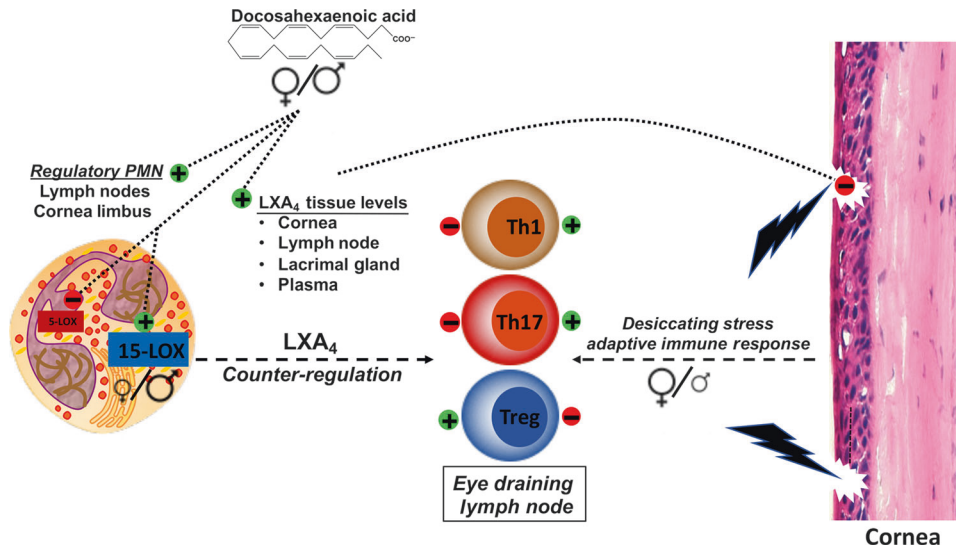 Docosahexaenoic acid
COO⁻
♀/♂
Regulatory PMN
Lymph nodes
Cornea limbus
+
+
LXA₄ tissue levels
• Cornea
• Lymph node
• Lacrimal gland
• Plasma
−
5-LOX
+
15-LOX
♀/♂
LXA₄
Counter-regulation
− Th1 +
− Th17 +
+ Treg −
Eye draining
lymph node
Desiccating stress
adaptive immune response
♀/♂
−
Cornea